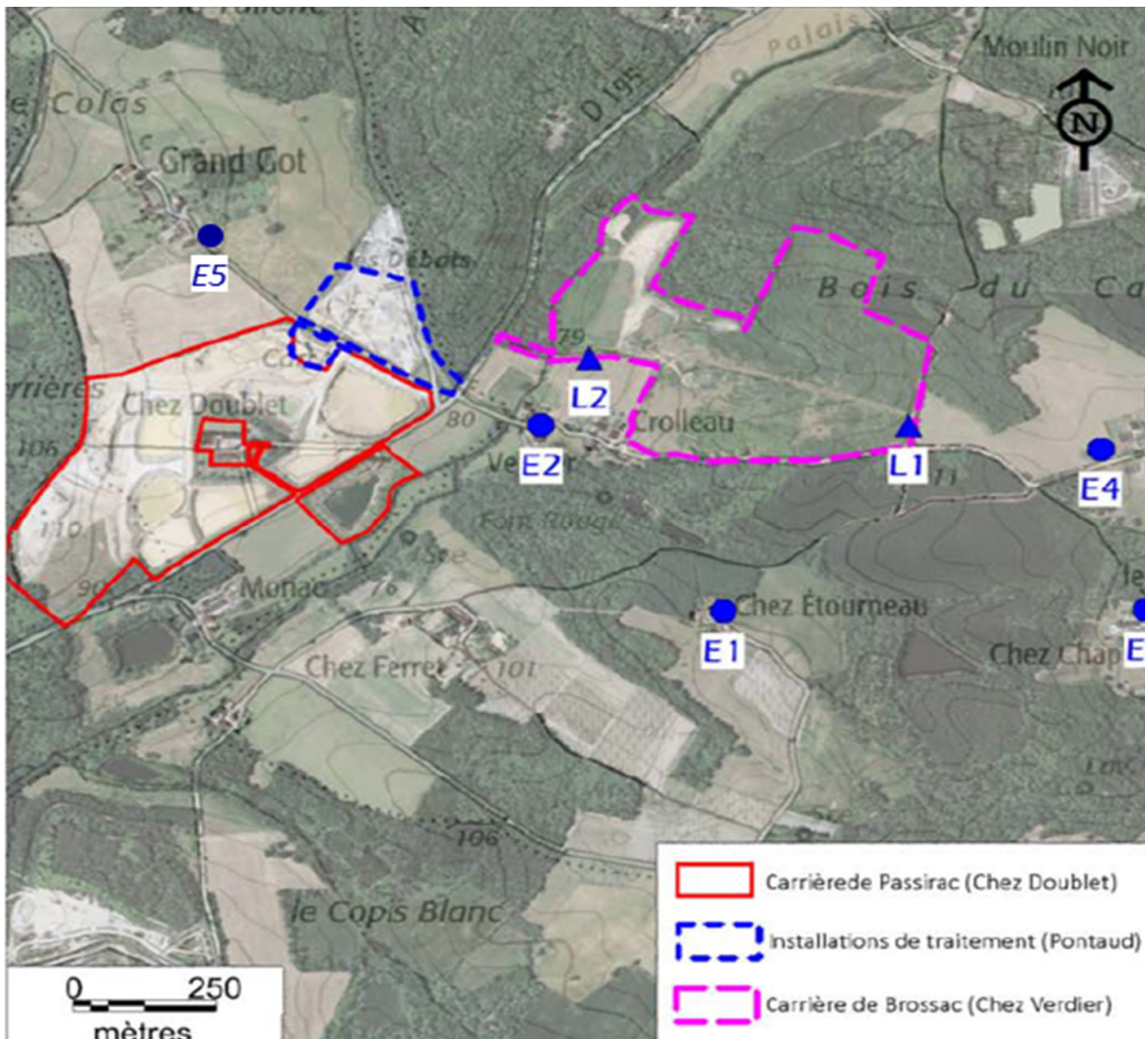 Palais
Moulin Noir
D 195
N
Grand Got
E5
Bois du Ca
79
L2
Chez Doublet
80
Crolleau
E2
L1
11
E4
106
Font Rouge
110
90
Monac
76
Chez Étourneau
E1
Chez Chap
E
Chez Ferret
101
106
le Copis Blanc
Carrièrede Passirac (Chez Doublet)
Installations de traitement (Pontaud)
Carrière de Brossac (Chez Verdier)
0 250
mètres